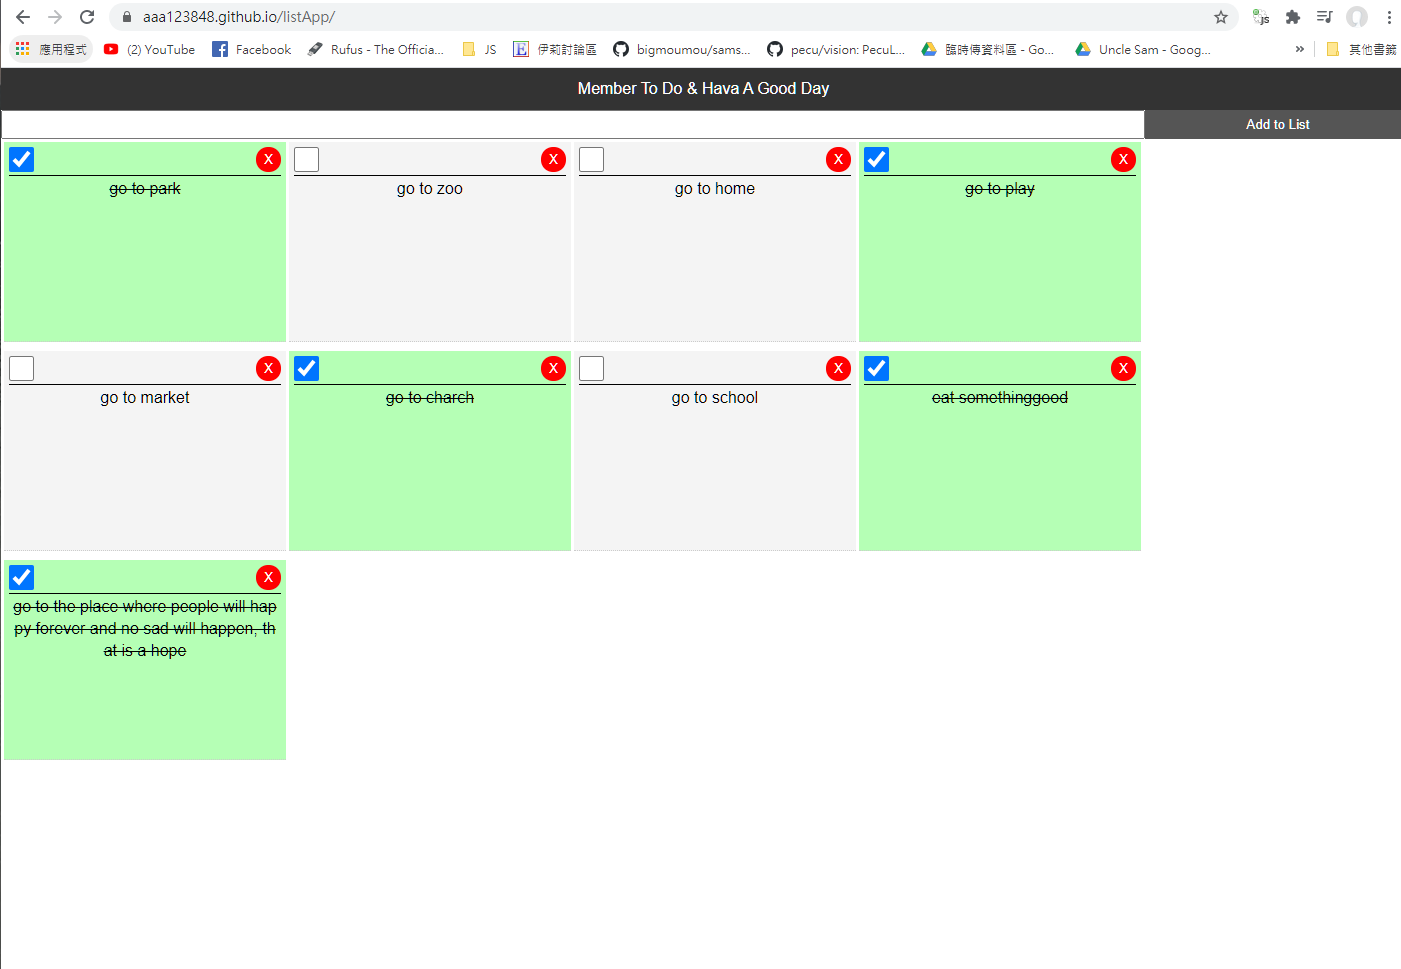 aaa123848.github.io/listApp/
應用程式 (2) YouTube Facebook Rufus - The Officia... JS 伊莉討論區 bigmoumou/sams... pecu/vision: PecuL... 臨時傳資料區 - Go... Uncle Sam - Goog... » 其他書籤
Member To Do & Hava A Good Day
Add to List
X X X X
go to park go to zoo go to home go to play
X X X X
go to market go to charch go to school eat somethinggood
X
go to the place where people will hap
py forever and no sad will happen, th
at is a hope